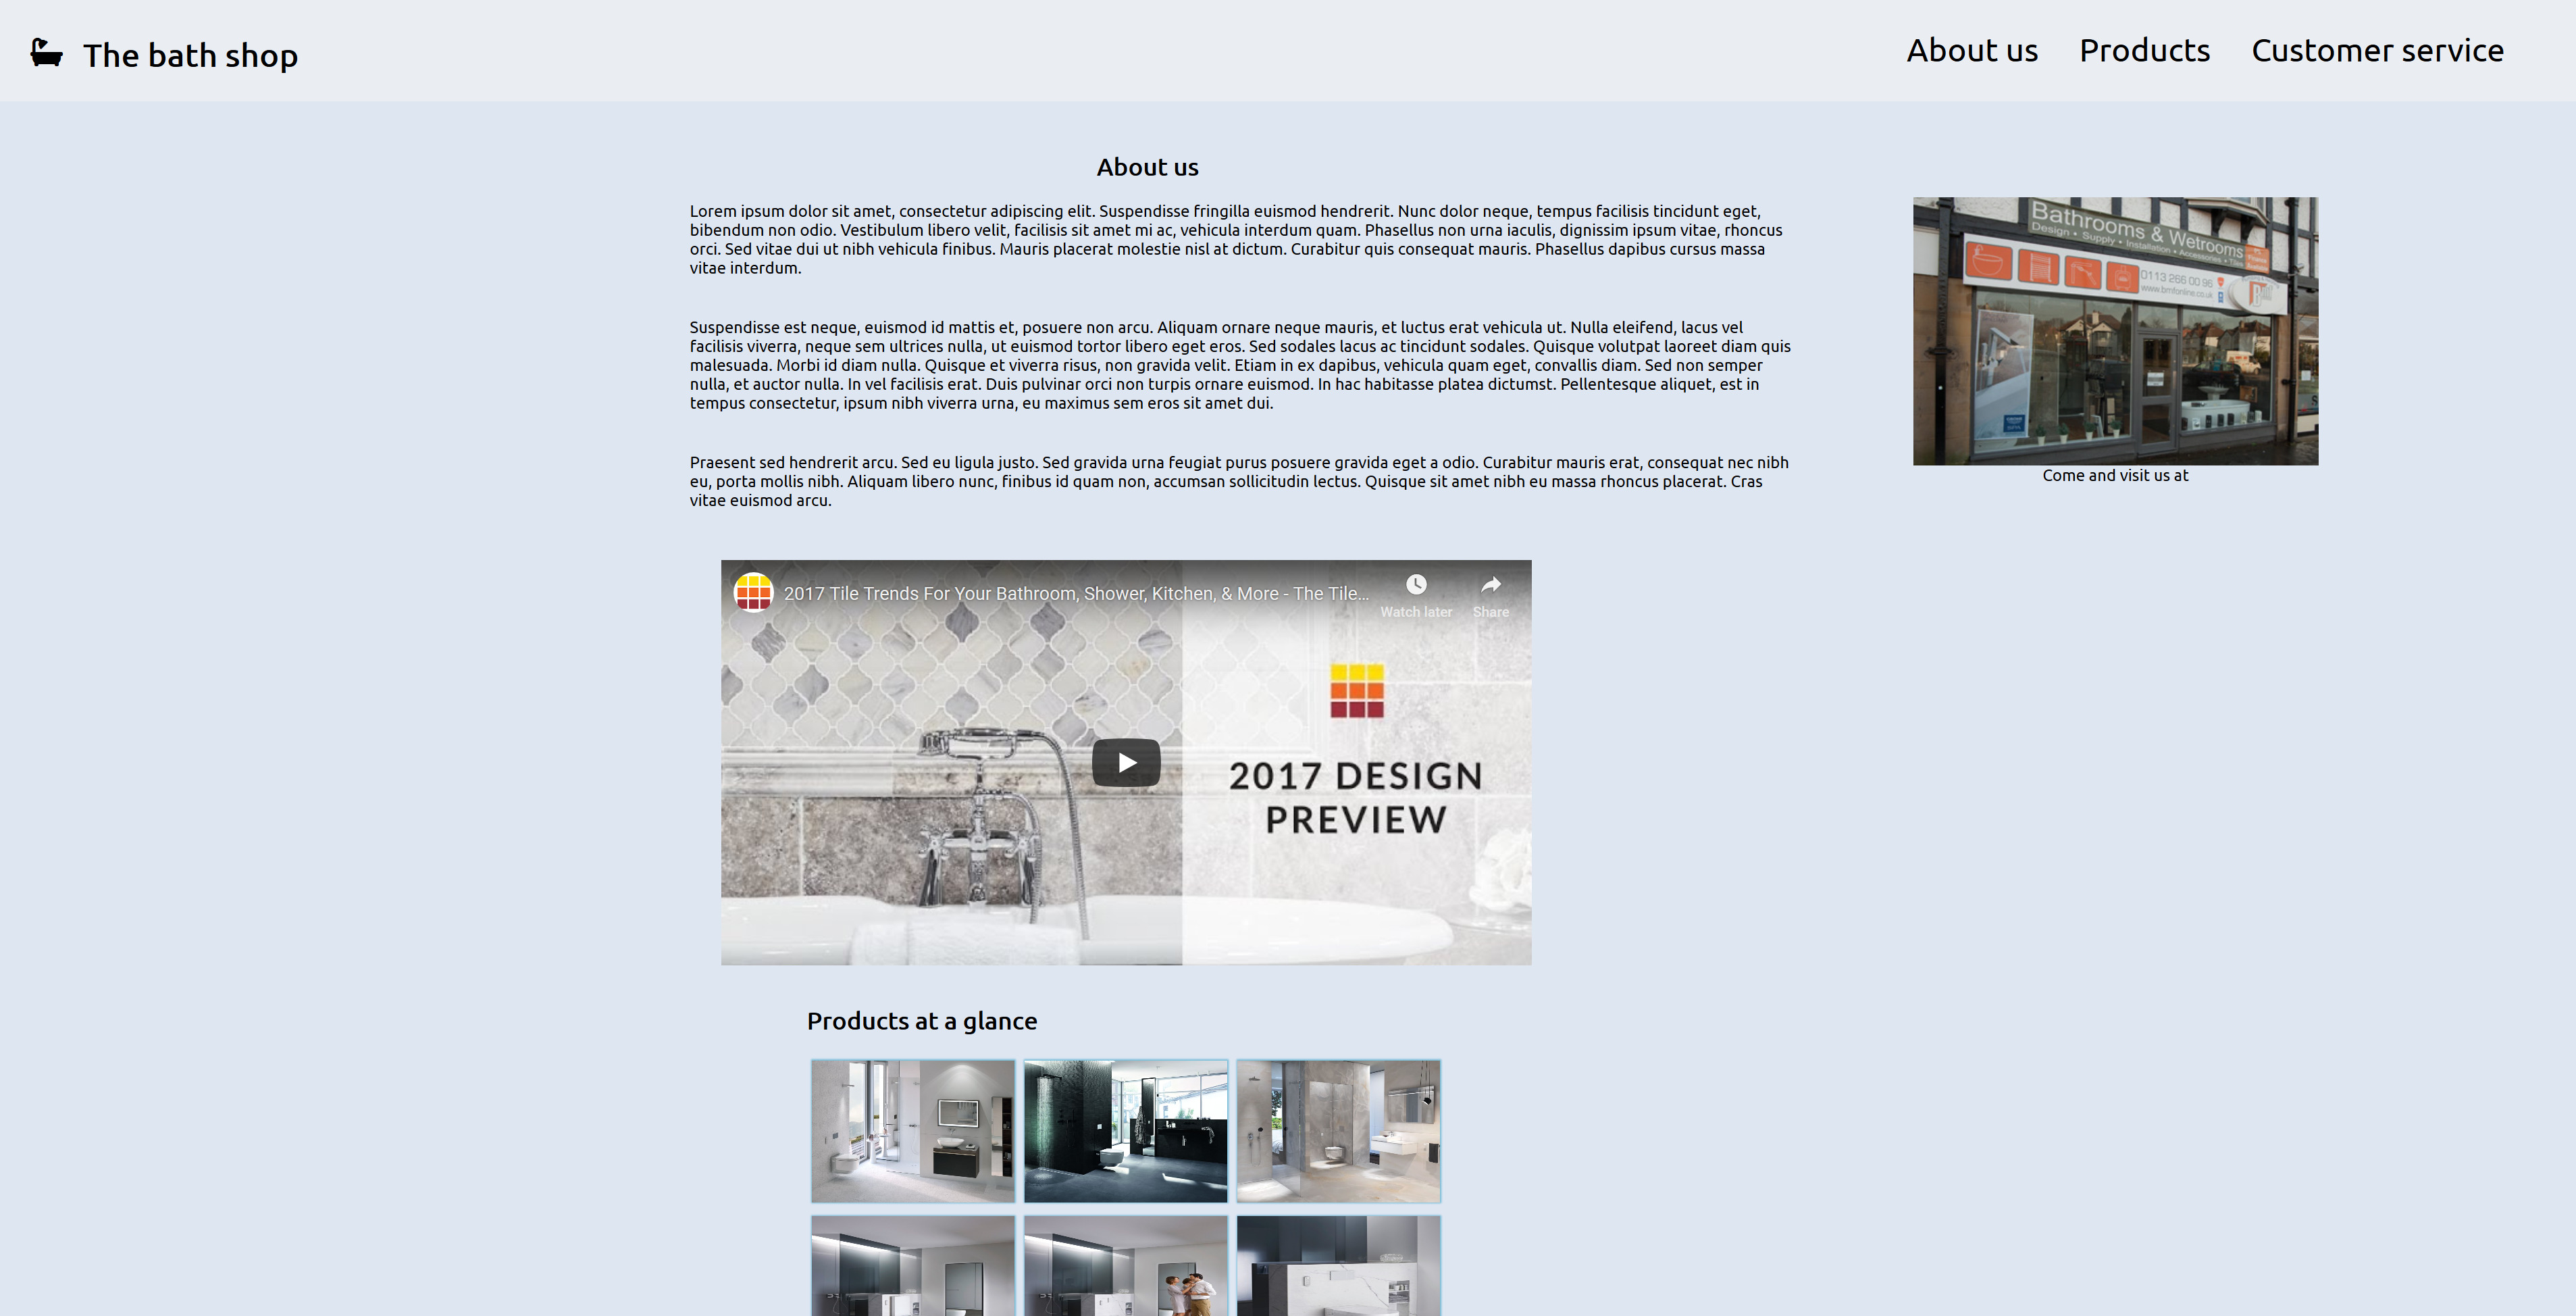 The bath shop
About us
Products
Customer service
About us
Lorem ipsum dolor sit amet, consectetur adipiscing elit. Suspendisse fringilla euismod hendrerit. Nunc dolor neque, tempus facilisis tincidunt eget,
bibendum non odio. Vestibulum libero velit, facilisis sit amet mi ac, vehicula interdum quam. Phasellus non urna iaculis, dignissim ipsum vitae, rhoncus
orci. Sed vitae dui ut nibh vehicula finibus. Mauris placerat molestie nisl at dictum. Curabitur quis consequat mauris. Phasellus dapibus cursus massa
vitae interdum.
Suspendisse est neque, euismod id mattis et, posuere non arcu. Aliquam ornare neque mauris, et luctus erat vehicula ut. Nulla eleifend, lacus vel
facilisis viverra, neque sem ultrices nulla, ut euismod tortor libero eget eros. Sed sodales lacus ac tincidunt sodales. Quisque volutpat laoreet diam quis
malesuada. Morbi id diam nulla. Quisque et viverra risus, non gravida velit. Etiam in ex dapibus, vehicula quam eget, convallis diam. Sed non semper
nulla, et auctor nulla. In vel facilisis erat. Duis pulvinar orci non turpis ornare euismod. In hac habitasse platea dictumst. Pellentesque aliquet, est in
tempus consectetur, ipsum nibh viverra urna, eu maximus sem eros sit amet dui.
Praesent sed hendrerit arcu. Sed eu ligula justo. Sed gravida urna feugiat purus posuere gravida eget a odio. Curabitur mauris erat, consequat nec nibh
eu, porta mollis nibh. Aliquam libero nunc, finibus id quam non, accumsan sollicitudin lectus. Quisque sit amet nibh eu massa rhoncus placerat. Cras
vitae euismod arcu.
Bathrooms & Wetrooms
Design • Supply • Installation • Accessories • Tiles
0113 266 00 96
www.bmfonline.co.uk
Come and visit us at
2017 Tile Trends For Your Bathroom, Shower, Kitchen, & More - The Tile...
Watch later
Share
2017 DESIGN
PREVIEW
Products at a glance